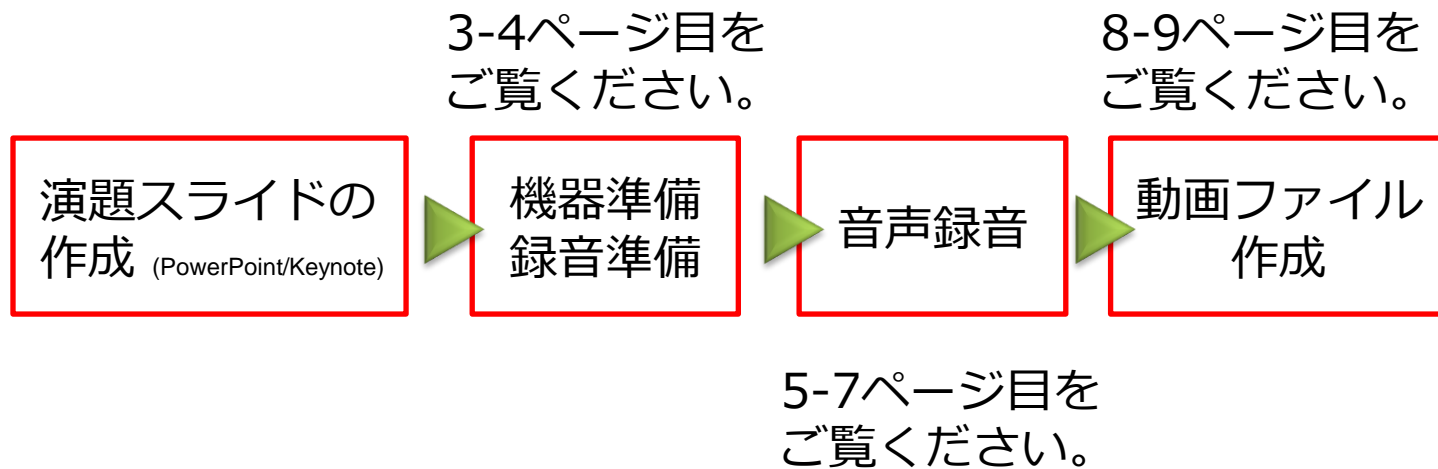 3-4ページ目を
ご覧ください。
8-9ページ目を
ご覧ください。
演題スライドの
作成 (PowerPoint/Keynote)
機器準備
録音準備
音声録音
動画ファイル
作成
5-7ページ目を
ご覧ください。